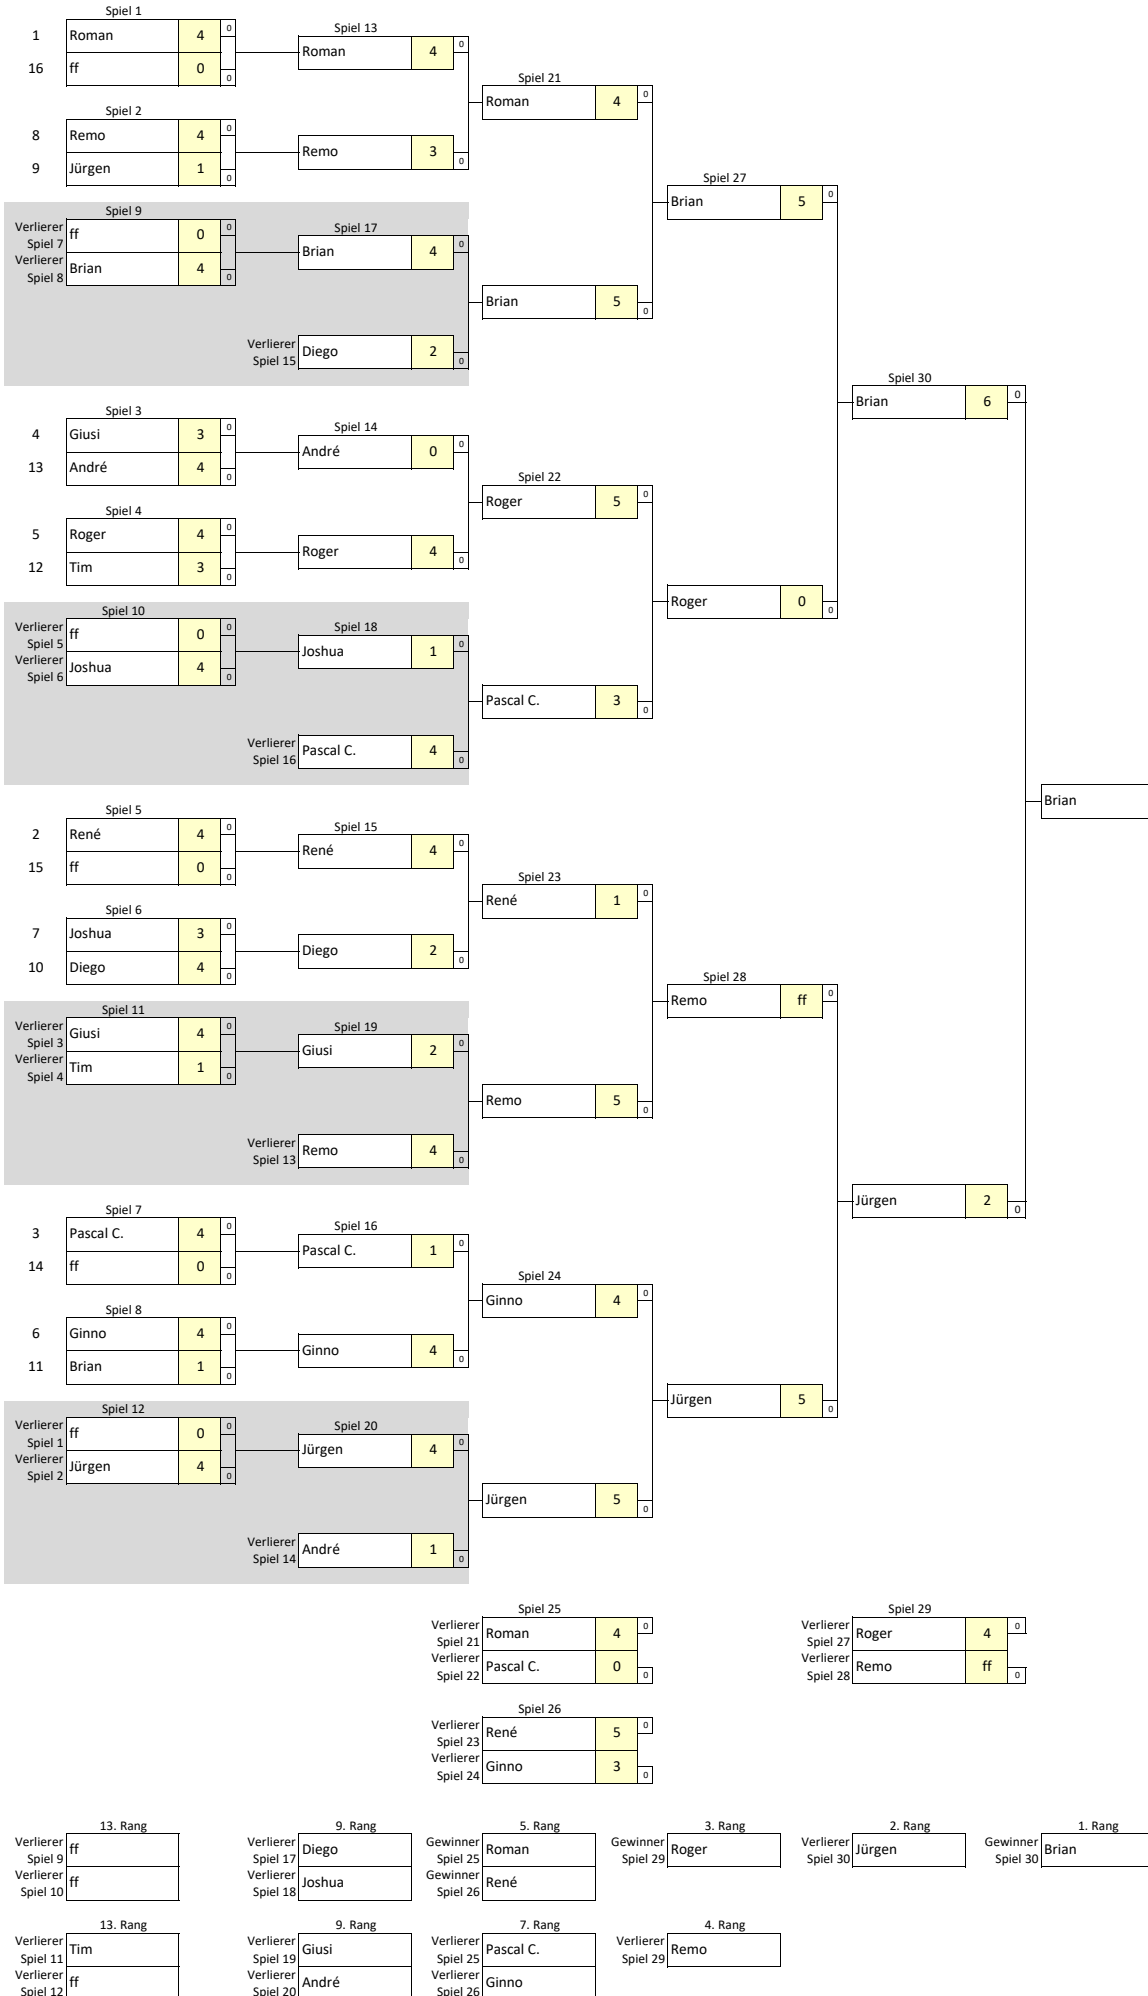 Spiel 1
1 Roman 4 0
16 ff 0 0
Spiel 13
Roman 4 0
Spiel 2
8 Remo 4 0
9 Jürgen 1 0
Remo 3 0
Spiel 21
Roman 4 0
Spiel 9
Verlierer Spiel 7 ff 0 0
Verlierer Spiel 8 Brian 4 0
Spiel 17
Brian 4 0
Verlierer Spiel 15 Diego 2 0
Brian 5 0
Spiel 27
Brian 5 0
Spiel 3
4 Giusi 3 0
13 André 4 0
Spiel 14
André 0 0
Spiel 4
5 Roger 4 0
12 Tim 3 0
Roger 4 0
Spiel 22
Roger 5 0
Spiel 10
Verlierer Spiel 5 ff 0 0
Verlierer Spiel 6 Joshua 4 0
Spiel 18
Joshua 1 0
Verlierer Spiel 16 Pascal C. 4 0
Pascal C. 3 0
Roger 0 0
Spiel 30
Brian 6 0
Brian
Spiel 5
2 René 4 0
15 ff 0 0
Spiel 15
René 4 0
Spiel 6
7 Joshua 3 0
10 Diego 4 0
Diego 2 0
Spiel 23
René 1 0
Spiel 11
Verlierer Spiel 3 Giusi 4 0
Verlierer Spiel 4 Tim 1 0
Spiel 19
Giusi 2 0
Verlierer Spiel 13 Remo 4 0
Remo 5 0
Spiel 28
Remo ff 0
Spiel 7
3 Pascal C. 4 0
14 ff 0 0
Spiel 16
Pascal C. 1 0
Spiel 8
6 Ginno 4 0
11 Brian 1 0
Ginno 4 0
Spiel 24
Ginno 4 0
Spiel 12
Verlierer Spiel 1 ff 0 0
Verlierer Spiel 2 Jürgen 4 0
Spiel 20
Jürgen 4 0
Verlierer Spiel 14 André 1 0
Jürgen 5 0
Jürgen 5 0
Jürgen 2 0
Spiel 25
Verlierer Spiel 21 Roman 4 0
Verlierer Spiel 22 Pascal C. 0 0
Spiel 29
Verlierer Spiel 27 Roger 4 0
Verlierer Spiel 28 Remo ff 0
Spiel 26
Verlierer Spiel 23 René 5 0
Verlierer Spiel 24 Ginno 3 0
13. Rang
Verlierer Spiel 9 ff
Verlierer Spiel 10 ff
9. Rang
Verlierer Spiel 17 Diego
Verlierer Spiel 18 Joshua
5. Rang
Gewinner Spiel 25 Roman
Gewinner Spiel 26 René
3. Rang
Gewinner Spiel 29 Roger
2. Rang
Verlierer Spiel 30 Jürgen
1. Rang
Gewinner Spiel 30 Brian
13. Rang
Verlierer Spiel 11 Tim
Verlierer Spiel 12 ff
9. Rang
Verlierer Spiel 19 Giusi
Verlierer Spiel 20 André
7. Rang
Verlierer Spiel 25 Pascal C.
Verlierer Spiel 26 Ginno
4. Rang
Verlierer Spiel 29 Remo